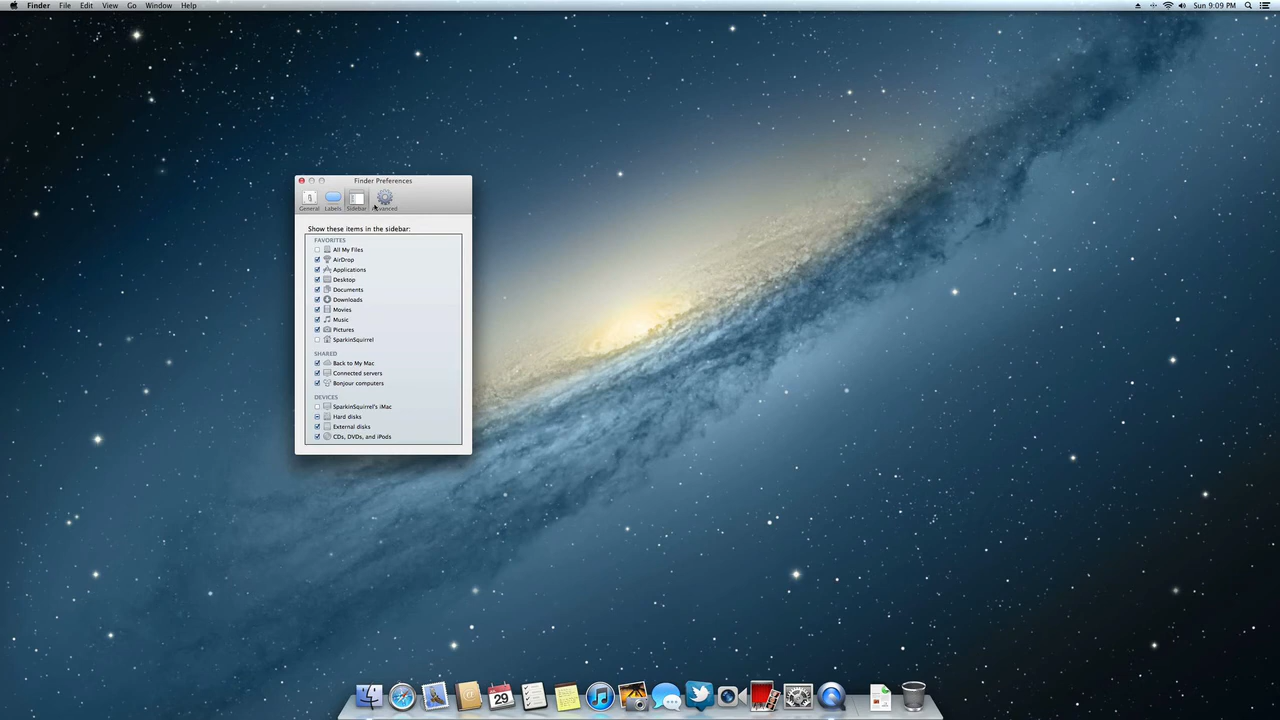 Finder File Edit View Go Window Help
Sun 9:09 PM
Finder Preferences
General Labels Sidebar Advanced
Show these items in the sidebar:
FAVORITES
All My Files
AirDrop
Applications
Desktop
Documents
Downloads
Movies
Music
Pictures
SparkinSquirrel
SHARED
Back to My Mac
Connected servers
Bonjour computers
DEVICES
SparkinSquirrel's iMac
Hard disks
External disks
CDs, DVDs, and iPods
29